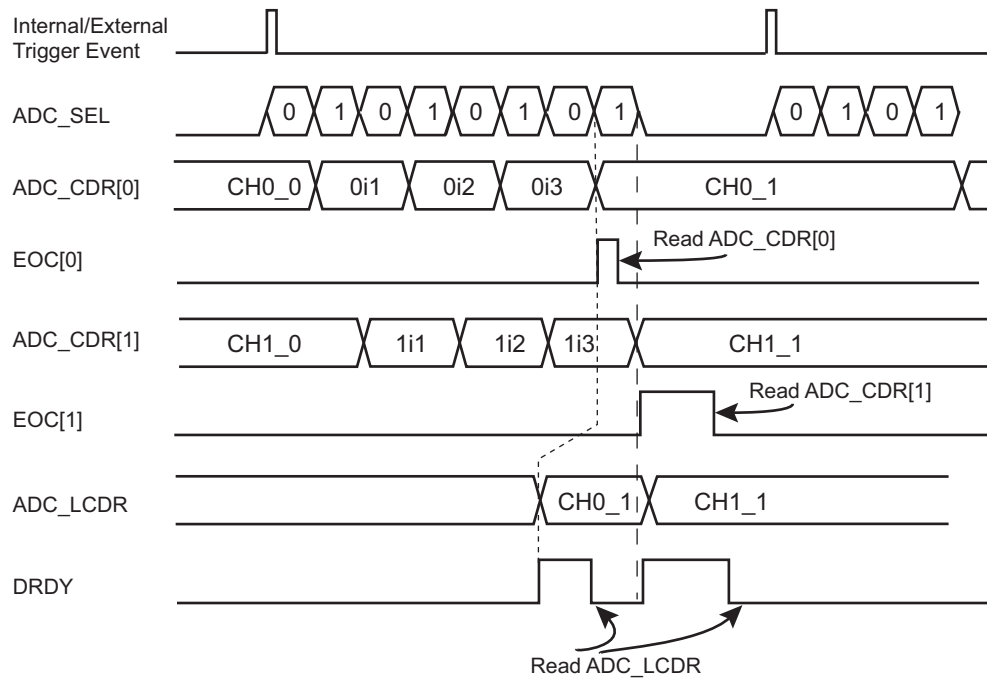 Internal/External
Trigger Event
ADC_SEL
0 1 0 1 0 1 0 1 0 1 0 1
ADC_CDR[0]
CH0_0 0i1 0i2 0i3 CH0_1
EOC[0]
Read ADC_CDR[0]
ADC_CDR[1]
CH1_0 1i1 1i2 1i3 CH1_1
EOC[1]
Read ADC_CDR[1]
ADC_LCDR
CH0_1 CH1_1
DRDY
Read ADC_LCDR